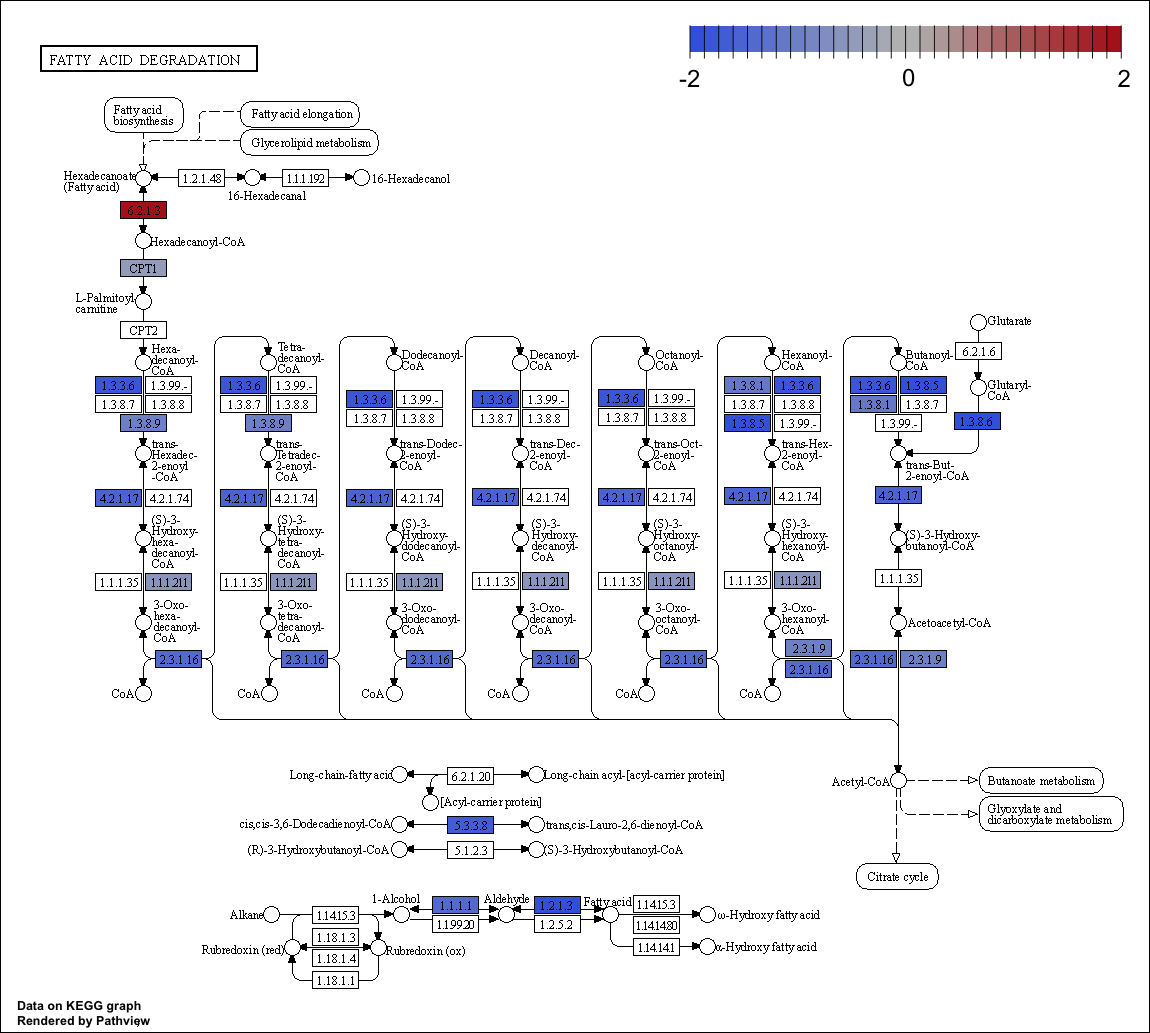 FATTY ACID DEGRADATION
-2
0
2
Fatty acid
biosynthesis
Fatty acid elongation
Glycerolipid metabolism
Hexadecanoate
(Fatty acid)
1.2.1.48
1.1.1.192
16-Hexadecanol
16-Hexadecanal
6.2.1.3
Hexadecanoyl-CoA
CPT1
L-Palmitoyl-
carnitine
CPT2
Glutarate
6.2.1.6
Glutaryl-
CoA
1.3.8.6
Hexa-
decanoyl-
CoA
1.3.3.6
1.3.99.-
1.3.8.7
1.3.8.8
1.3.8.9
trans-
Hexadec-
2-enoyl
-CoA
4.2.1.17
4.2.1.74
(S)-3-
Hydroxy-
hexa-
decanoyl-
CoA
1.1.1.35
1.1.1.211
3-Oxo-
hexa-
decanoyl-
CoA
2.3.1.16
CoA
Tetra-
decanoyl-
CoA
1.3.3.6
1.3.99.-
1.3.8.7
1.3.8.8
1.3.8.9
trans-
Tetradec-
2-enoyl-
CoA
4.2.1.17
4.2.1.74
(S)-3-
Hydroxy-
tetra-
decanoyl-
CoA
1.1.1.35
1.1.1.211
3-Oxo-
tetra-
decanoyl-
CoA
2.3.1.16
CoA
Dodecanoyl-
CoA
1.3.3.6
1.3.99.-
1.3.8.7
1.3.8.8
trans-Dodec-
2-enoyl-
CoA
4.2.1.17
4.2.1.74
(S)-3-
Hydroxy-
dodecanoyl-
CoA
1.1.1.35
1.1.1.211
3-Oxo-
dodecanoyl-
CoA
2.3.1.16
CoA
Decanoyl-
CoA
1.3.3.6
1.3.99.-
1.3.8.7
1.3.8.8
trans-Dec-
2-enoyl-
CoA
4.2.1.17
4.2.1.74
(S)-3-
Hydroxy-
decanoyl-
CoA
1.1.1.35
1.1.1.211
3-Oxo-
decanoyl-
CoA
2.3.1.16
CoA
Octanoyl-
CoA
1.3.3.6
1.3.99.-
1.3.8.7
1.3.8.8
trans-Oct-
2-enoyl-
CoA
4.2.1.17
4.2.1.74
(S)-3-
Hydroxy-
octanoyl-
CoA
1.1.1.35
1.1.1.211
3-Oxo-
octanoyl-
CoA
2.3.1.16
CoA
Hexanoyl-
CoA
1.3.8.1
1.3.3.6
1.3.8.7
1.3.8.8
1.3.8.5
1.3.99.-
trans-Hex-
2-enoyl-
CoA
4.2.1.17
4.2.1.74
(S)-3-
Hydroxy-
hexanoyl-
CoA
1.1.1.35
1.1.1.211
3-Oxo-
hexanoyl-
CoA
2.3.1.9
2.3.1.16
CoA
Butanoyl-
CoA
1.3.3.6
1.3.8.5
1.3.8.1
1.3.8.7
1.3.99.-
trans-But-
2-enoyl-CoA
4.2.1.17
(S)-3-Hydroxy-
butanoyl-CoA
1.1.1.35
Acetoacetyl-CoA
2.3.1.16
2.3.1.9
Acetyl-CoA
Butanoate metabolism
Glyoxylate and
dicarboxylate metabolism
Citrate cycle
Long-chain-fatty acid
6.2.1.20
Long-chain acyl-[acyl-carrier protein]
[Acyl-carrier protein]
cis,cis-3,6-Dodecadienoyl-CoA
5.3.3.8
trans,cis-Lauro-2,6-dienoyl-CoA
(R)-3-Hydroxybutanoyl-CoA
5.1.2.3
(S)-3-Hydroxybutanoyl-CoA
Alkane
1.14.15.3
1-Alcohol
1.1.1.1
1.1.99.20
Aldehyde
1.2.1.3
1.2.5.2
Fatty acid
1.14.15.3
1.14.14.80
1.14.14.1
ω-Hydroxy fatty acid
α-Hydroxy fatty acid
Rubredoxin (red)
1.18.1.3
1.18.1.4
1.18.1.1
Rubredoxin (ox)
Data on KEGG graph
Rendered by Pathview